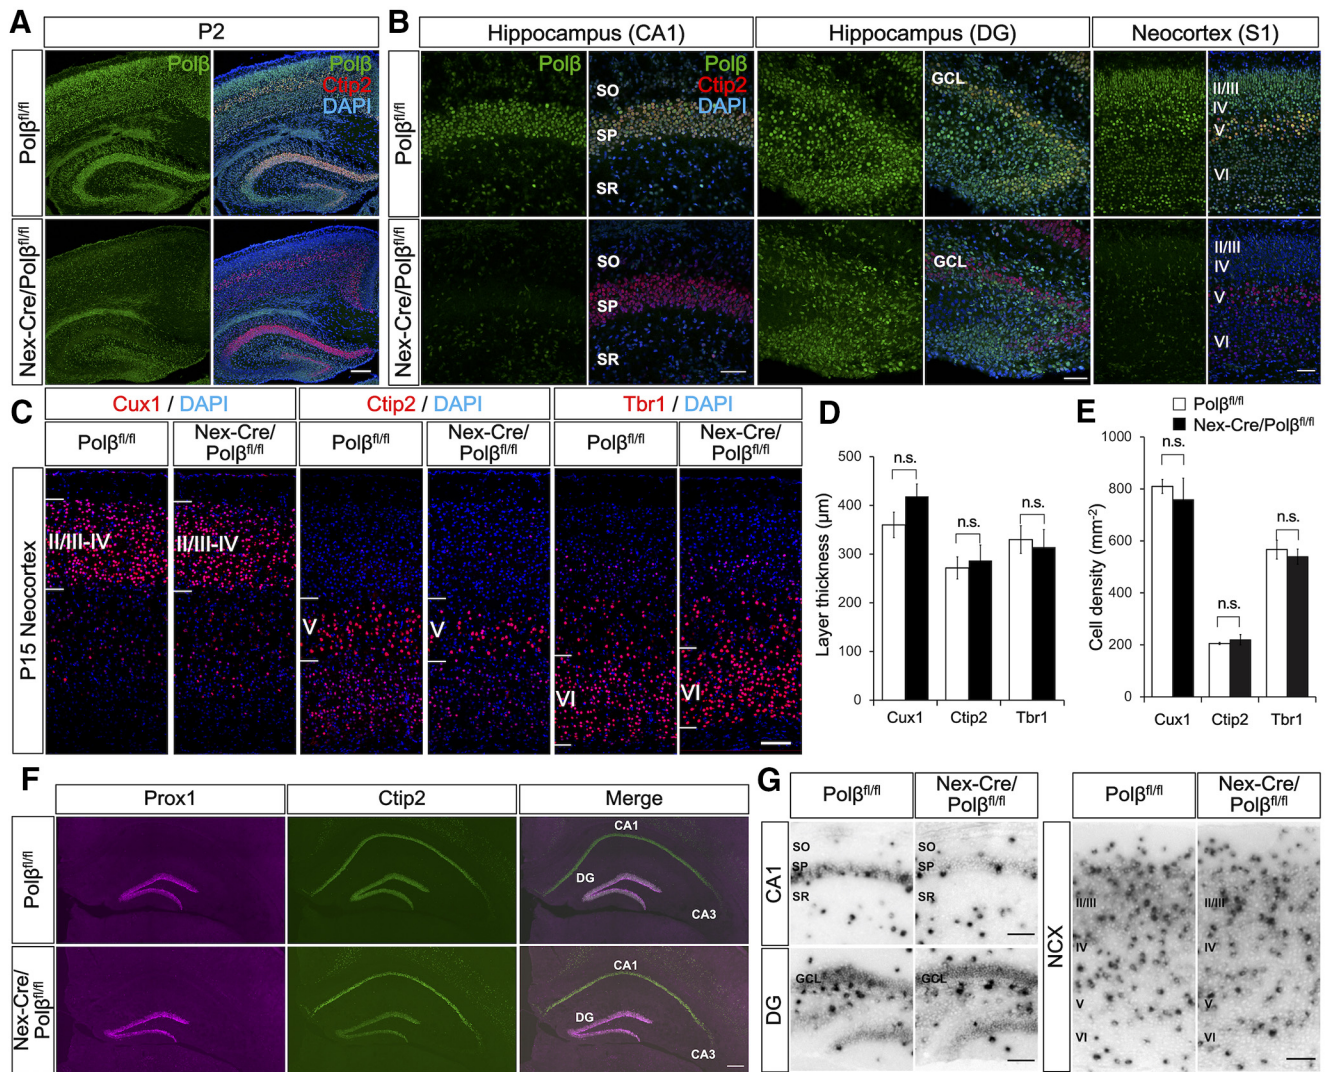 A
P2
Polβfl/fl
Polβ
Polβ
Ctip2
DAPI
Nex-Cre/Polβfl/fl
B
Hippocampus (CA1)
Hippocampus (DG)
Neocortex (S1)
Polβfl/fl
Polβ
Polβ
Ctip2
DAPI
SO
SP
SR
GCL
II/III
IV
V
VI
Nex-Cre/Polβfl/fl
SO
SP
SR
GCL
II/III
IV
V
VI
C
Cux1 / DAPI
Ctip2 / DAPI
Tbr1 / DAPI
Polβfl/fl
Nex-Cre/
Polβfl/fl
Polβfl/fl
Nex-Cre/
Polβfl/fl
Polβfl/fl
Nex-Cre/
Polβfl/fl
P15 Neocortex
II/III-IV
II/III-IV
V
V
VI
VI
D
Layer thickness (μm)
500
400
300
200
100
0
n.s.
n.s.
n.s.
Cux1
Ctip2
Tbr1
E
Polβfl/fl
Nex-Cre/Polβfl/fl
Cell density (mm−2)
1000
800
600
400
200
0
n.s.
n.s.
n.s.
Cux1
Ctip2
Tbr1
F
Prox1
Ctip2
Merge
Polβfl/fl
CA1
DG
CA3
Nex-Cre/
Polβfl/fl
CA1
DG
CA3
G
Polβfl/fl
Nex-Cre/
Polβfl/fl
CA1
SO
SP
SR
SO
SP
SR
DG
GCL
GCL
Polβfl/fl
Nex-Cre/
Polβfl/fl
NCX
II/III
IV
V
VI
II/III
IV
V
VI